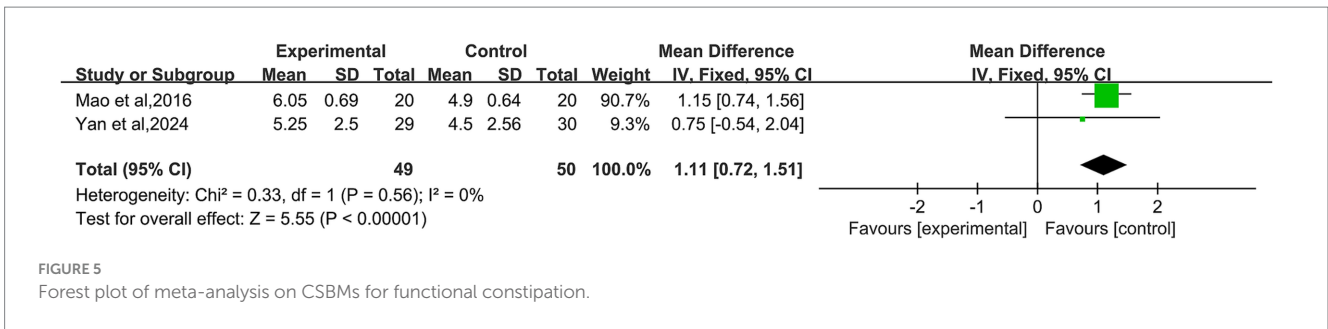 Experimental Control Mean Difference Mean Difference
Study or Subgroup Mean SD Total Mean SD Total Weight IV, Fixed, 95% CI IV, Fixed, 95% CI
Mao et al,2016 6.05 0.69 20 4.9 0.64 20 90.7% 1.15 [0.74, 1.56]
Yan et al,2024 5.25 2.5 29 4.5 2.56 30 9.3% 0.75 [-0.54, 2.04]
Total (95% CI) 49 50 100.0% 1.11 [0.72, 1.51]
Heterogeneity: Chi² = 0.33, df = 1 (P = 0.56); I² = 0%
Test for overall effect: Z = 5.55 (P < 0.00001)
-2 -1 0 1 2
Favours [experimental] Favours [control]
FIGURE 5
Forest plot of meta-analysis on CSBMs for functional constipation.